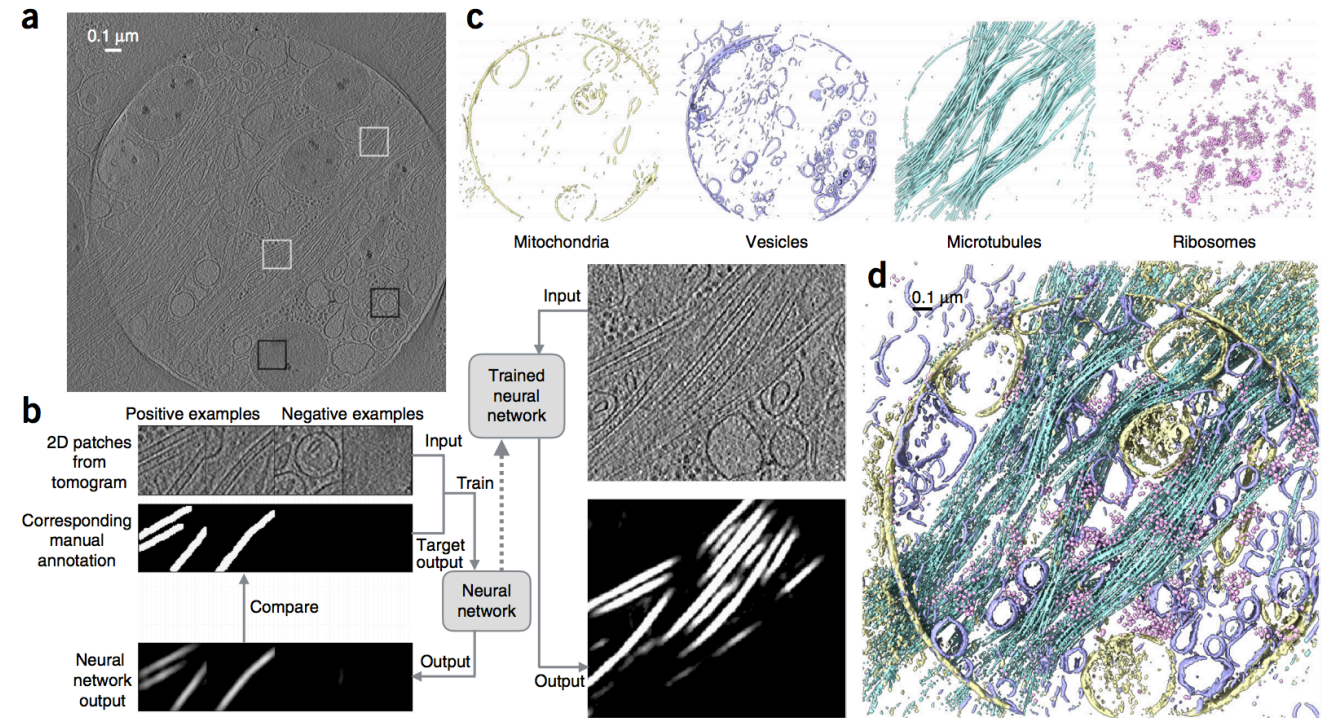 a
0.1 μm
c
Mitochondria
Vesicles
Microtubules
Ribosomes
b
Positive examples
Negative examples
2D patches
from
tomogram
Corresponding
manual
annotation
Compare
Neural
network
output
Input
Train
Target
output
Neural
network
Output
Input
Trained
neural
network
Output
d
0.1 μm